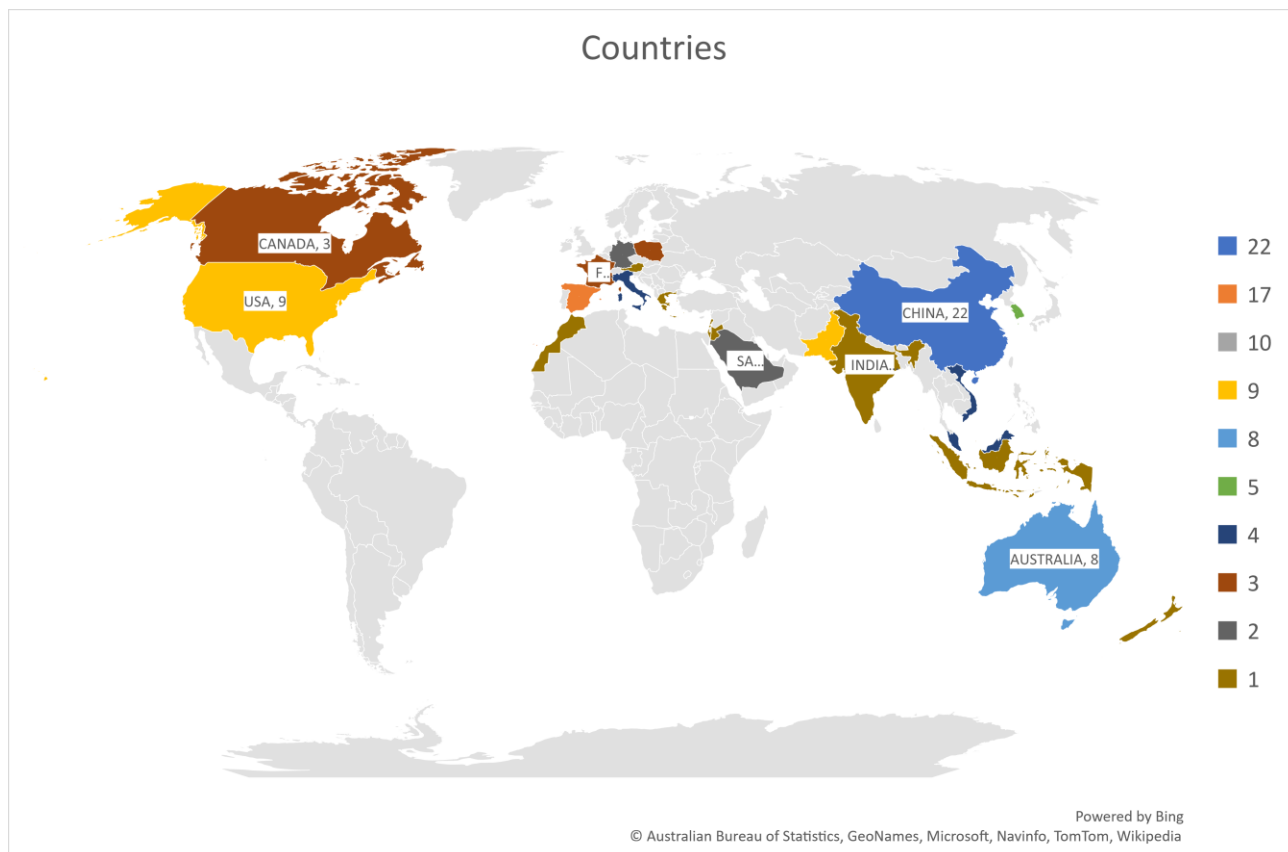 Countries
CANADA, 3
USA, 9
F...
SA...
INDIA...
CHINA, 22
AUSTRALIA, 8
22
17
10
9
8
5
4
3
2
1
Powered by Bing
© Australian Bureau of Statistics, GeoNames, Microsoft, Navinfo, TomTom, Wikipedia